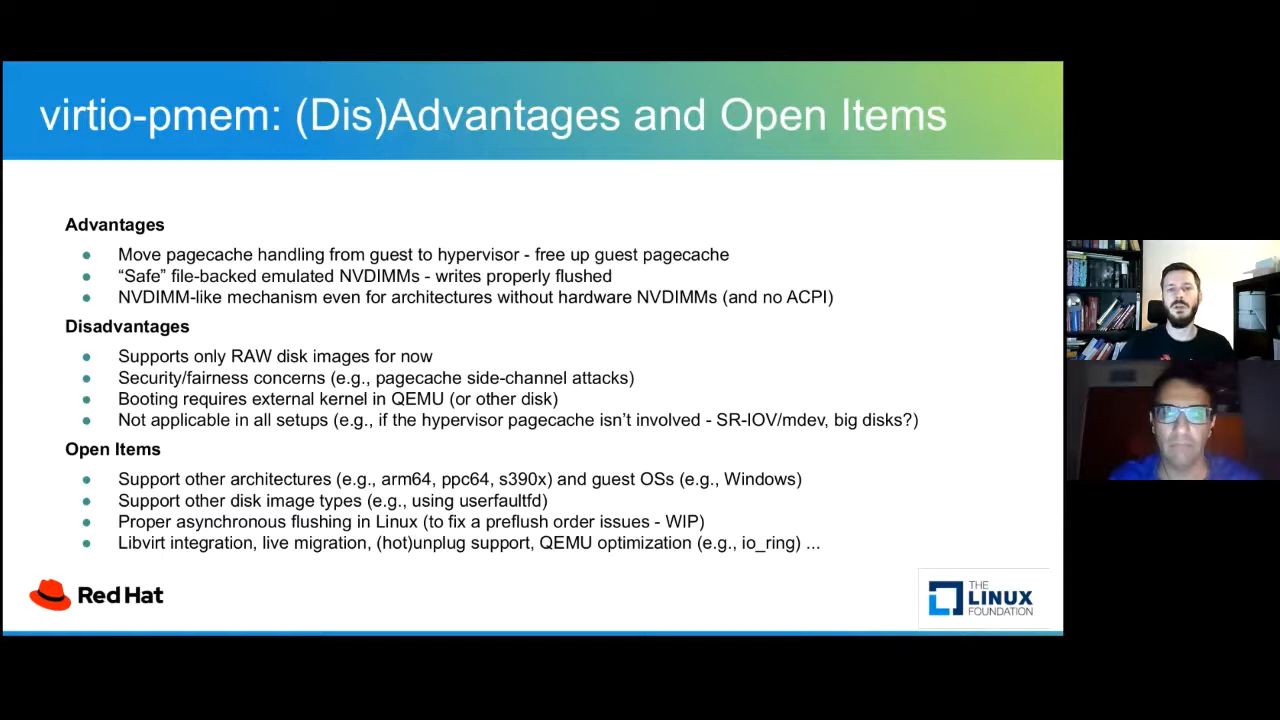 virtio-pmem: (Dis)Advantages and Open Items
Advantages
Move pagecache handling from guest to hypervisor - free up guest pagecache
“Safe” file-backed emulated NVDIMMs - writes properly flushed
NVDIMM-like mechanism even for architectures without hardware NVDIMMs (and no ACPI)
Disadvantages
Supports only RAW disk images for now
Security/fairness concerns (e.g., pagecache side-channel attacks)
Booting requires external kernel in QEMU (or other disk)
Not applicable in all setups (e.g., if the hypervisor pagecache isn’t involved - SR-IOV/mdev, big disks?)
Open Items
Support other architectures (e.g., arm64, ppc64, s390x) and guest OSs (e.g., Windows)
Support other disk image types (e.g., using userfaultfd)
Proper asynchronous flushing in Linux (to fix a preflush order issues - WIP)
Libvirt integration, live migration, (hot)unplug support, QEMU optimization (e.g., io_ring) ...
Red Hat
THE
LINUX
FOUNDATION